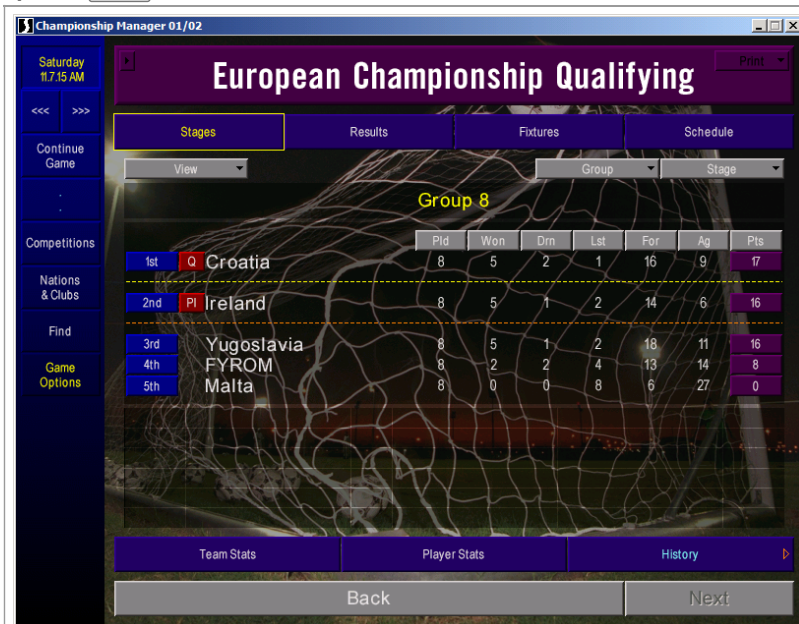 Championship Manager 01/02
Saturday
11.7.15 AM
<<< >>>
Continue
Game
Competitions
Nations
& Clubs
Find
Game
Options
European Championship Qualifying
Print
Stages Results Fixtures Schedule
View Group Stage
Group 8
Pld Won Drn Lst For Ag Pts
1st Q Croatia 8 5 2 1 16 9 17
2nd Pl Ireland 8 5 1 2 14 6 16
3rd Yugoslavia 8 5 1 2 18 11 16
4th FYROM 8 2 2 4 13 14 8
5th Malta 8 0 0 8 6 27 0
Team Stats Player Stats History
Back Next